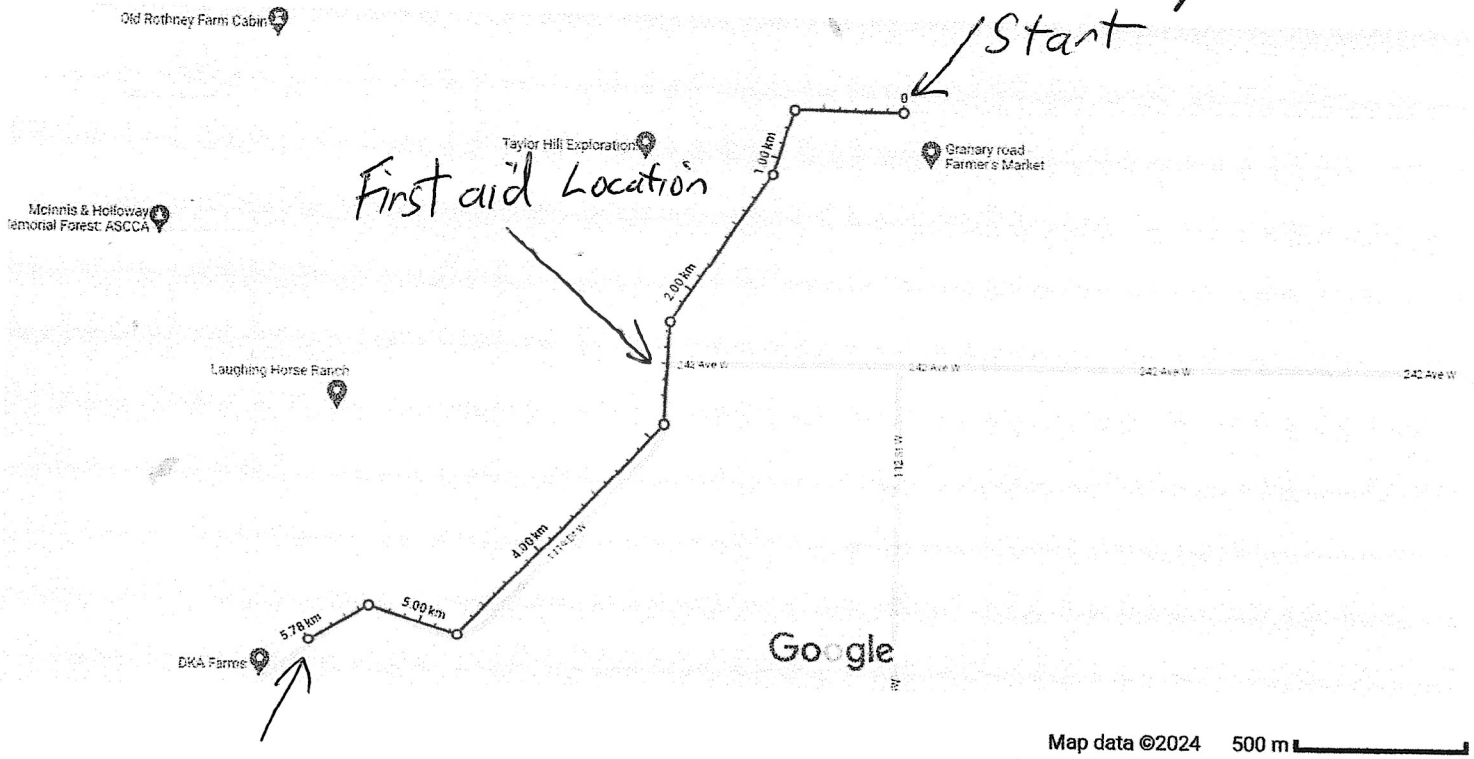 Old Rothney Farm Cabin
Start
0
Taylor Hill Exploration
1.00 km
Granary road
Farmer's Market
First aid Location
McInnis & Holloway
emorial Forest: ASCCA
2.00 km
242 Ave W
242 Ave W
242 Ave W
242 Ave W
Laughing Horse Ranch
112 St W
4.00 km
5.00 km
5.78 km
DKA Farms
Google
W
Map data ©2024 500 m